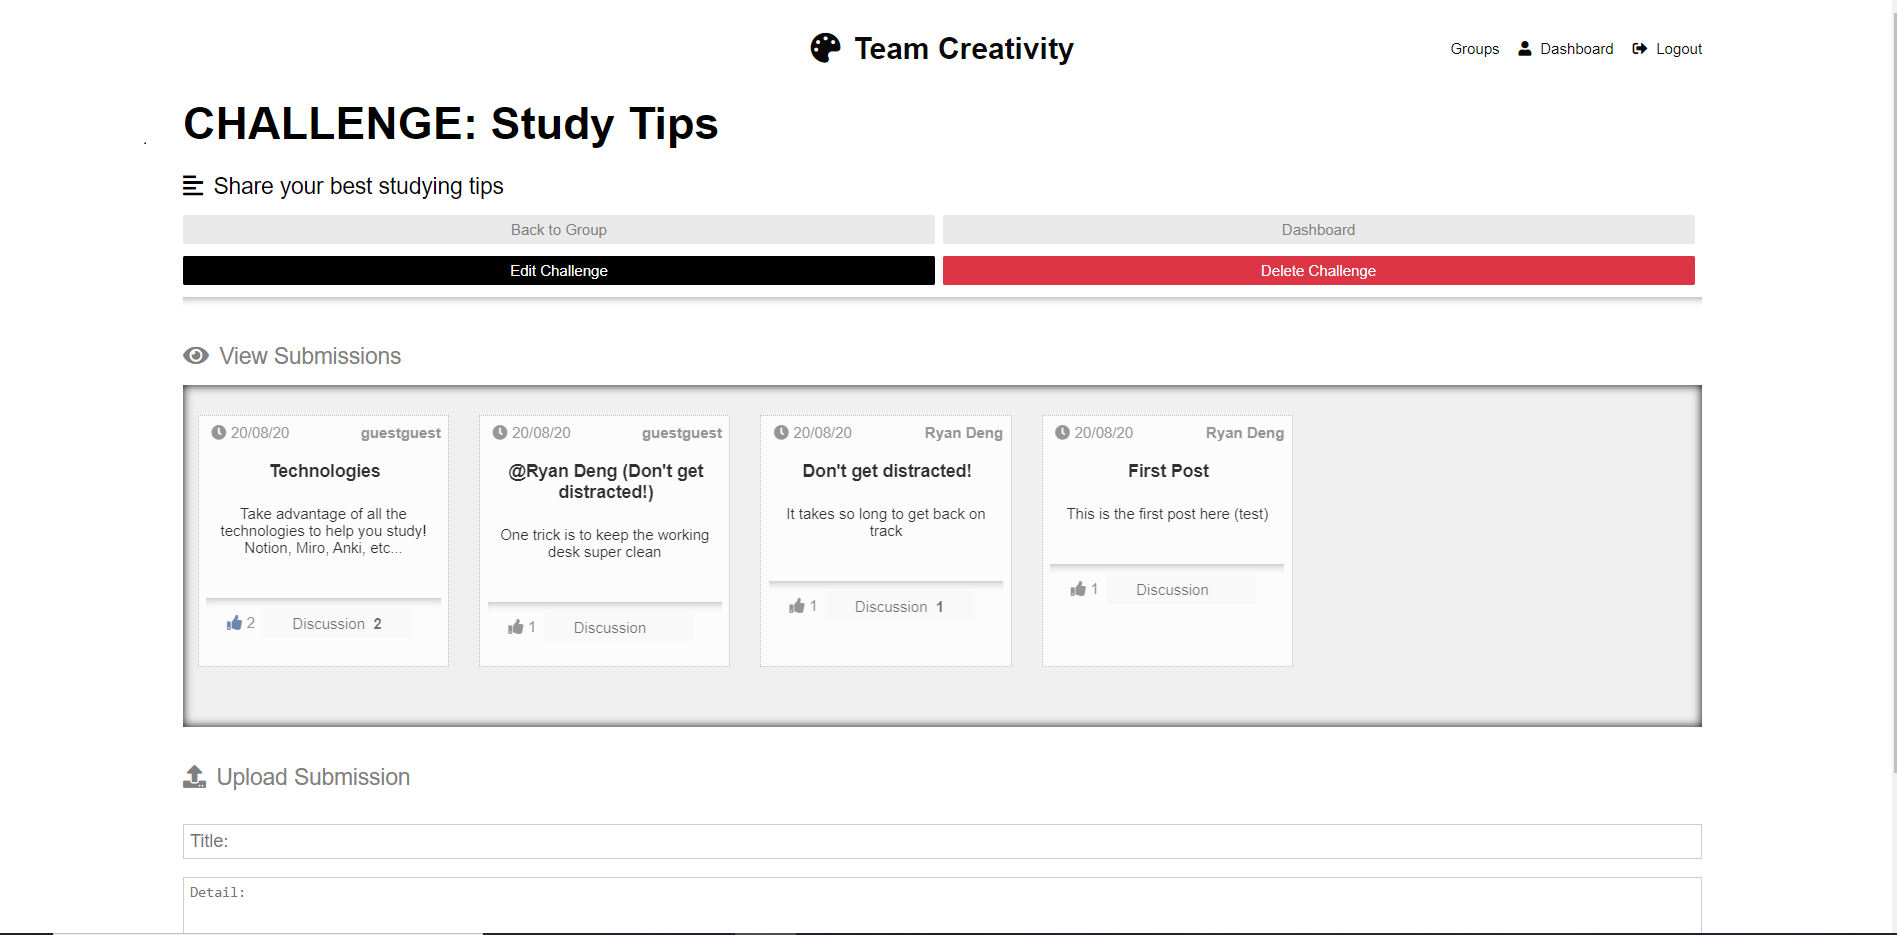 Team Creativity
Groups Dashboard Logout
CHALLENGE: Study Tips
.
Share your best studying tips
Back to Group
Dashboard
Edit Challenge
Delete Challenge
View Submissions
20/08/20 guestguest
Technologies
Take advantage of all the
technologies to help you study!
Notion, Miro, Anki, etc...
2 Discussion 2
20/08/20 guestguest
@Ryan Deng (Don't get
distracted!)
One trick is to keep the working
desk super clean
1 Discussion
20/08/20 Ryan Deng
Don't get distracted!
It takes so long to get back on
track
1 Discussion 1
20/08/20 Ryan Deng
First Post
This is the first post here (test)
1 Discussion
Upload Submission
Title:
Detail: